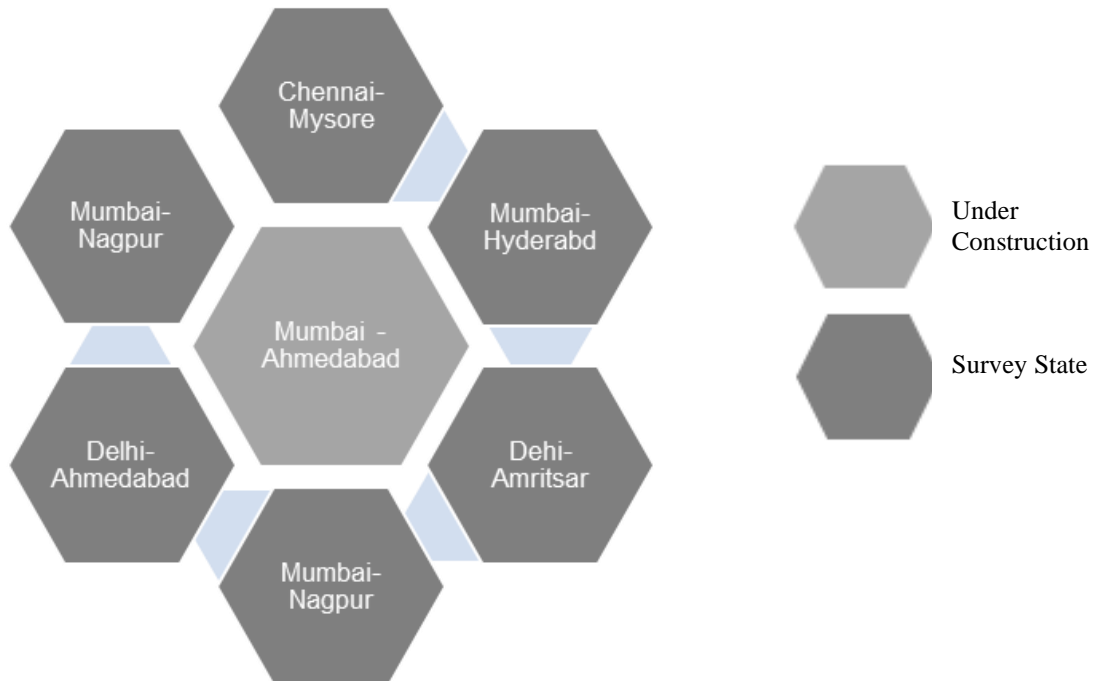 Chennai-
Mysore
Mumbai-
Nagpur
Mumbai-
Hyderabd
Mumbai -
Ahmedabad
Delhi-
Ahmedabad
Dehi-
Amritsar
Mumbai-
Nagpur
Under
Construction
Survey State